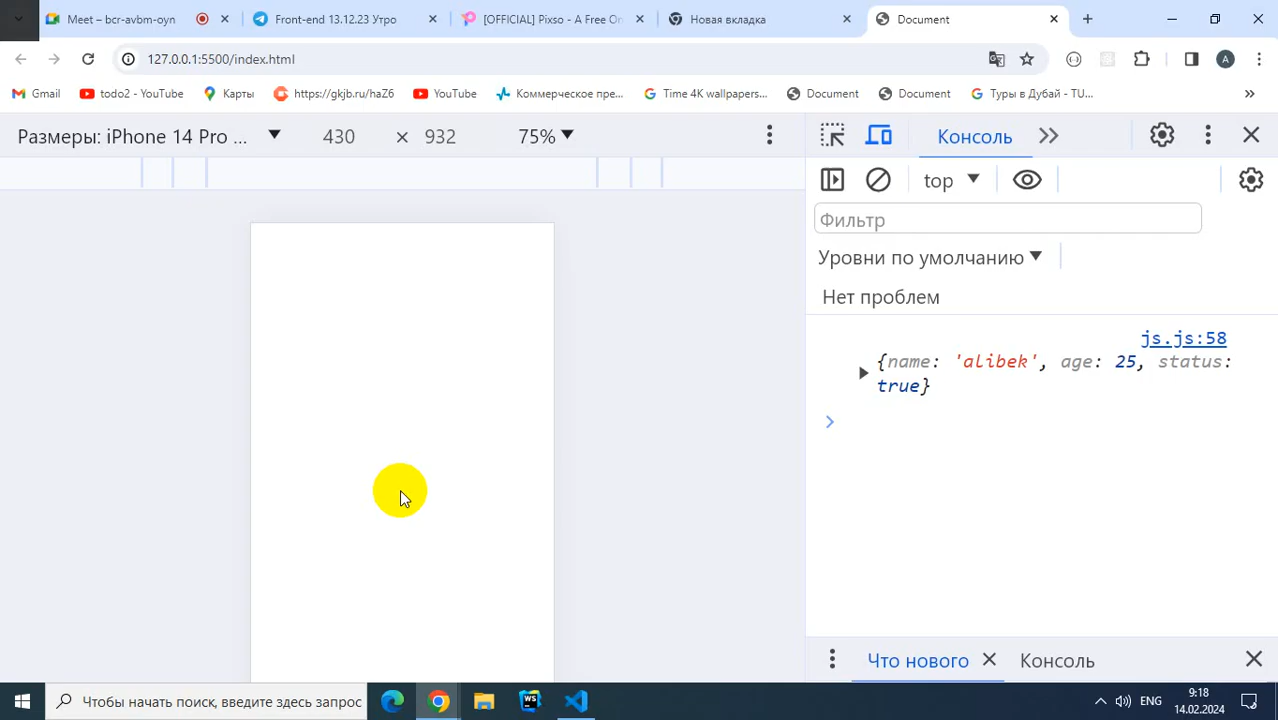 Meet – bcr-avbm-oyn
Front-end 13.12.23 Утро
[OFFICIAL] Pixso - A Free On
Новая вкладка
Document
127.0.0.1:5500/index.html
A
Gmail
todo2 - YouTube
Карты
https://gkjb.ru/haZ6
YouTube
Коммерческое пре...
Time 4K wallpapers...
Document
Document
Туры в Дубай - TU...
Размеры: iPhone 14 Pro ...
430
×
932
75%
Консоль
top
Фильтр
Уровни по умолчанию
Нет проблем
js.js:58
{name: 'alibek', age: 25, status:
true}
Что нового
Консоль
Чтобы начать поиск, введите здесь запрос
WS
ENG
9:18
14.02.2024